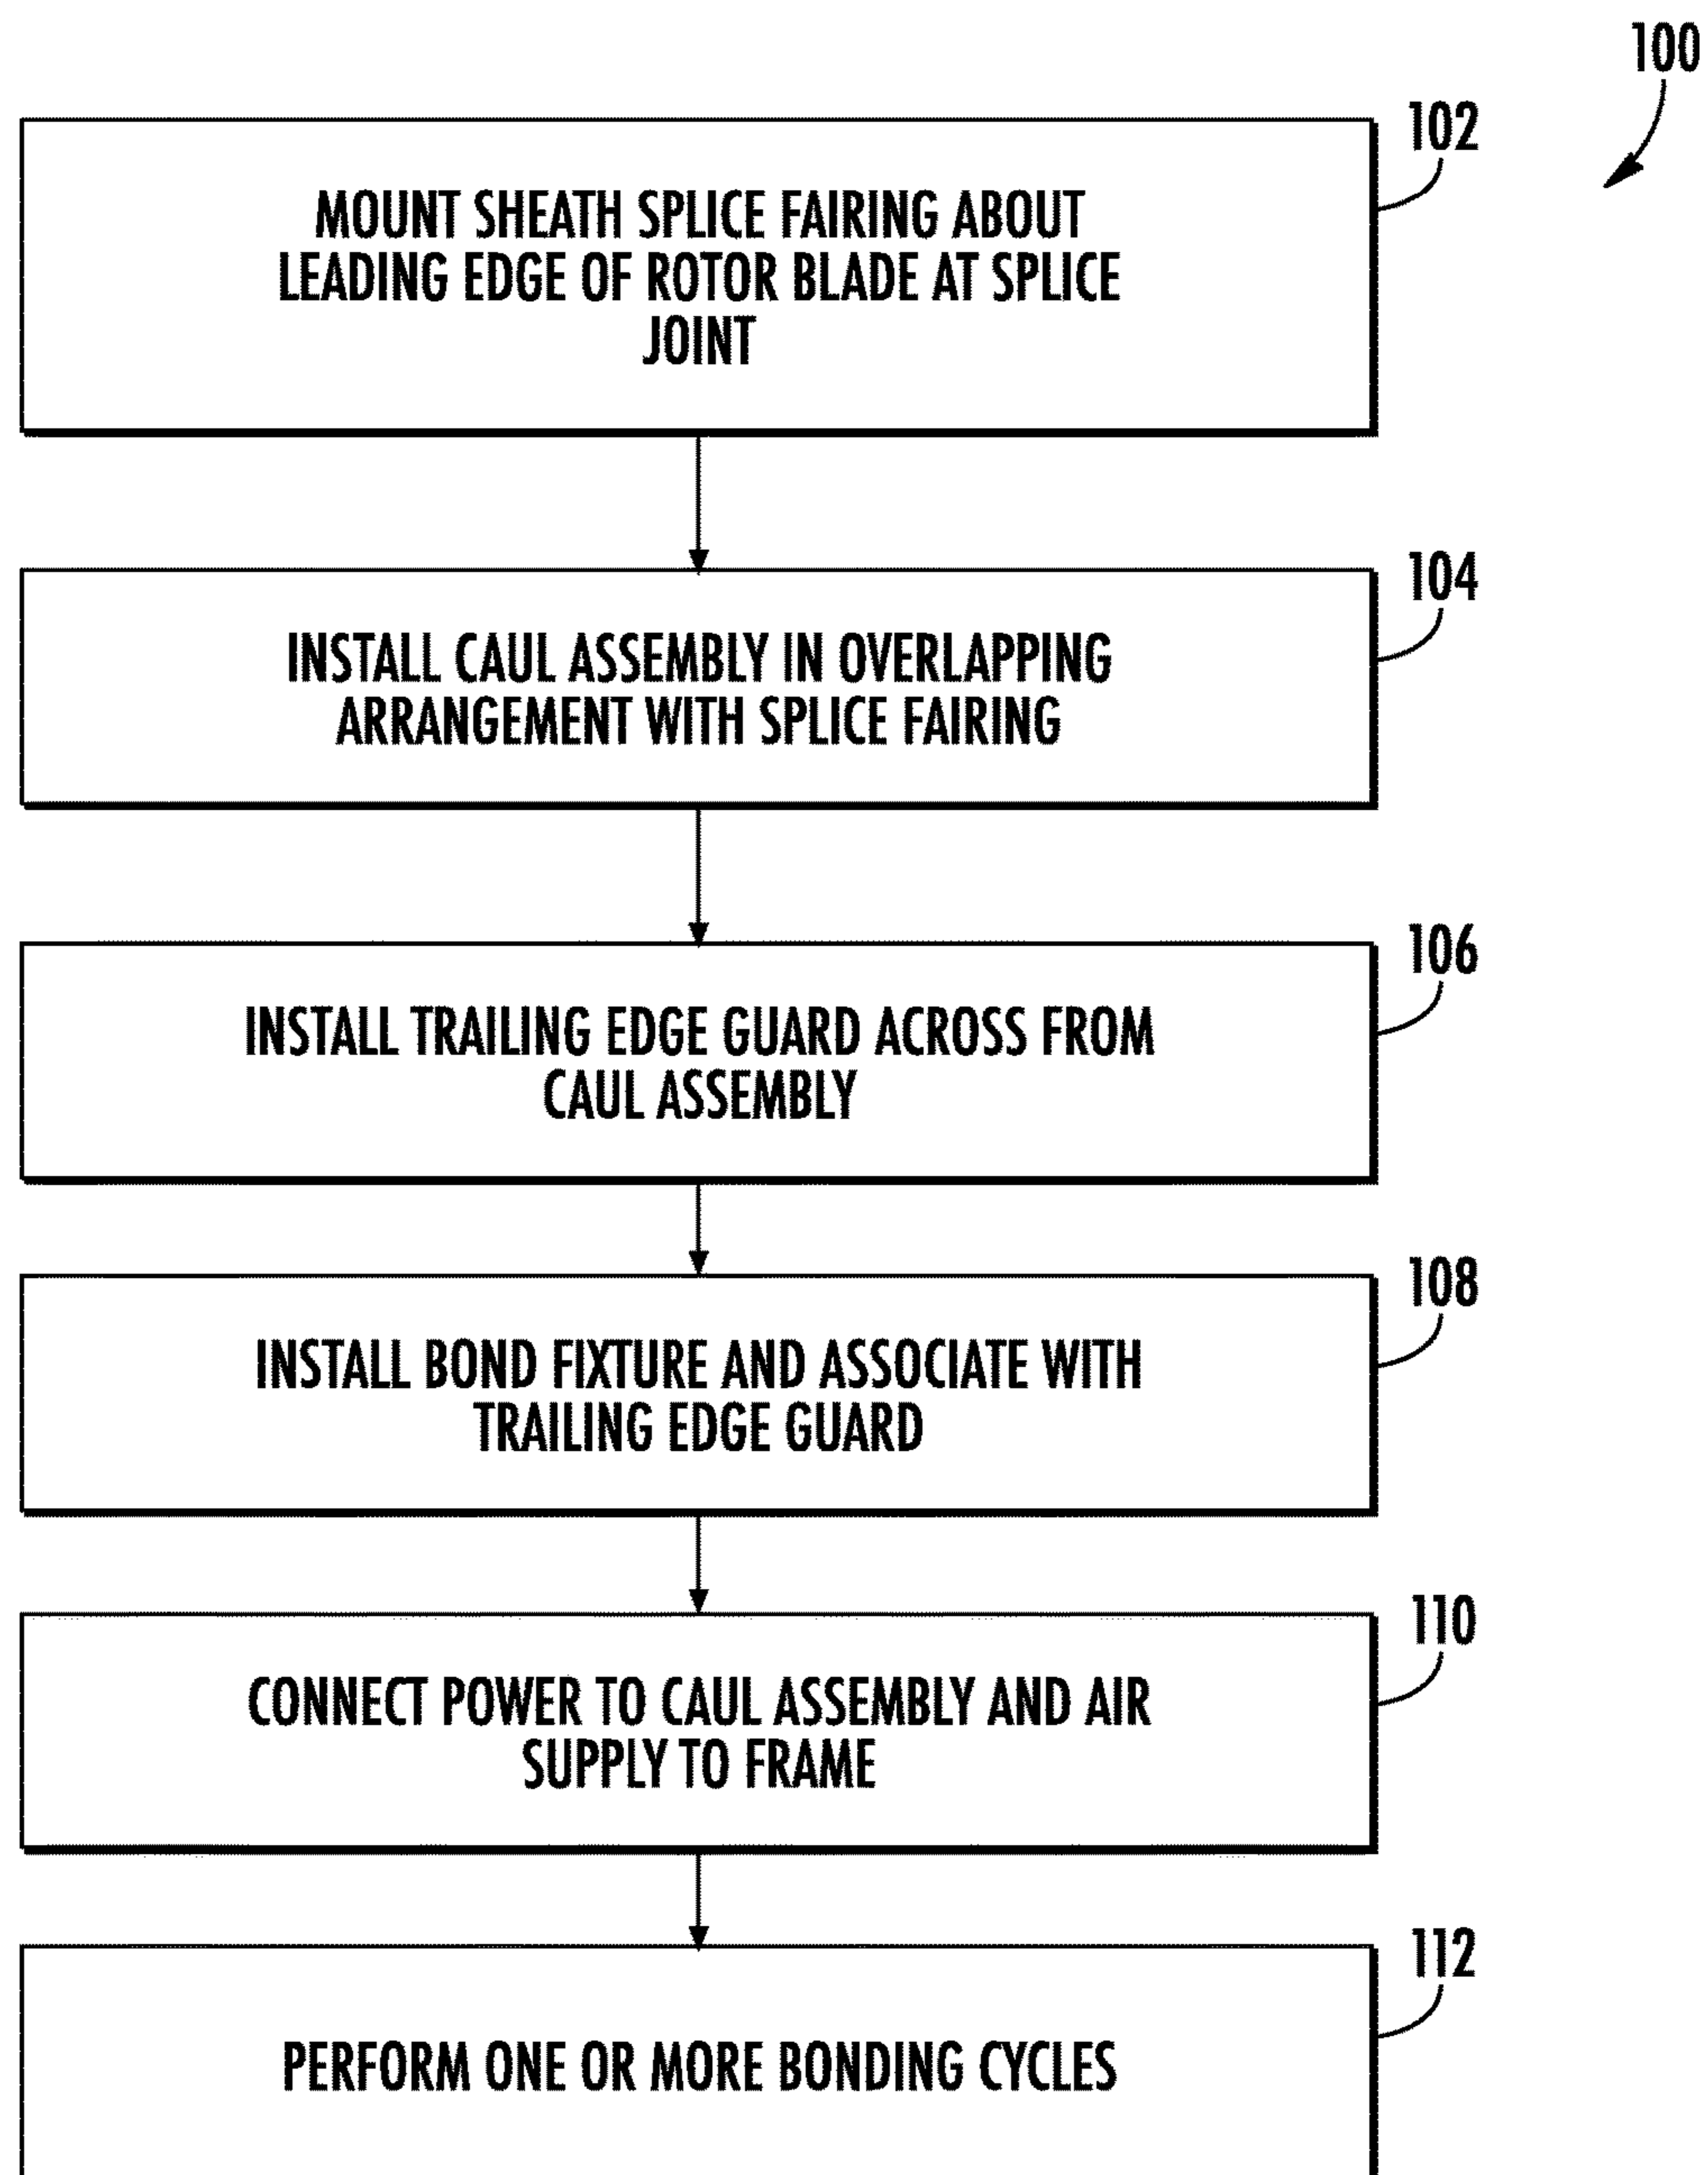 100
102
MOUNT SHEATH SPLICE FAIRING ABOUT
LEADING EDGE OF ROTOR BLADE AT SPLICE
JOINT
104
INSTALL CAUL ASSEMBLY IN OVERLAPPING
ARRANGEMENT WITH SPLICE FAIRING
106
INSTALL TRAILING EDGE GUARD ACROSS FROM
CAUL ASSEMBLY
108
INSTALL BOND FIXTURE AND ASSOCIATE WITH
TRAILING EDGE GUARD
110
CONNECT POWER TO CAUL ASSEMBLY AND AIR
SUPPLY TO FRAME
112
PERFORM ONE OR MORE BONDING CYCLES